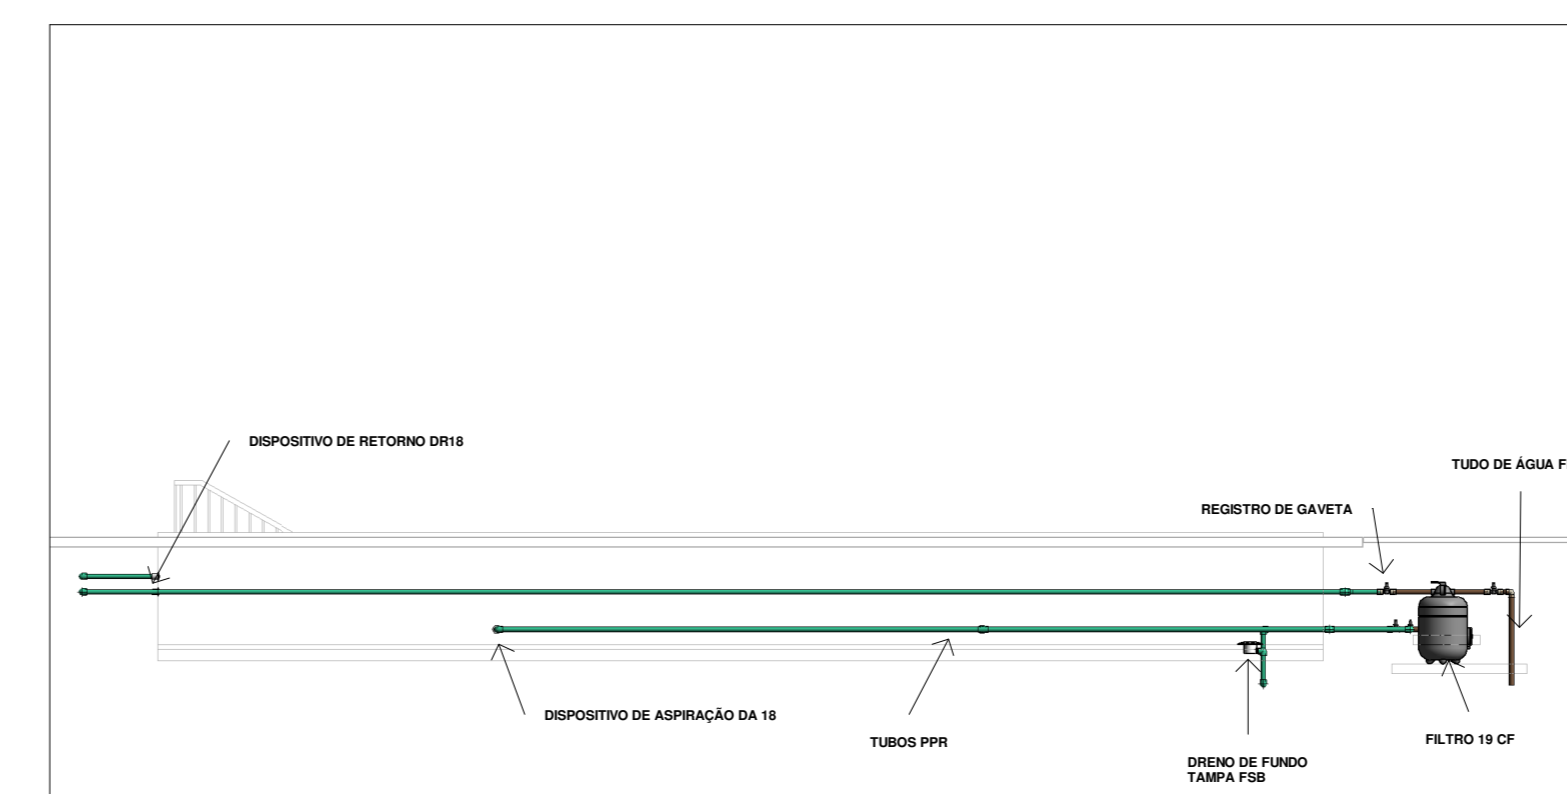 DISPOSITIVO DE RETORNO DR18
TUDO DE ÁGUA F
REGISTRO DE GAVETA
DISPOSITIVO DE ASPIRAÇÃO DA 18
TUBOS PPR
FILTRO 19 CF
DRENO DE FUNDO
TAMPA FSB